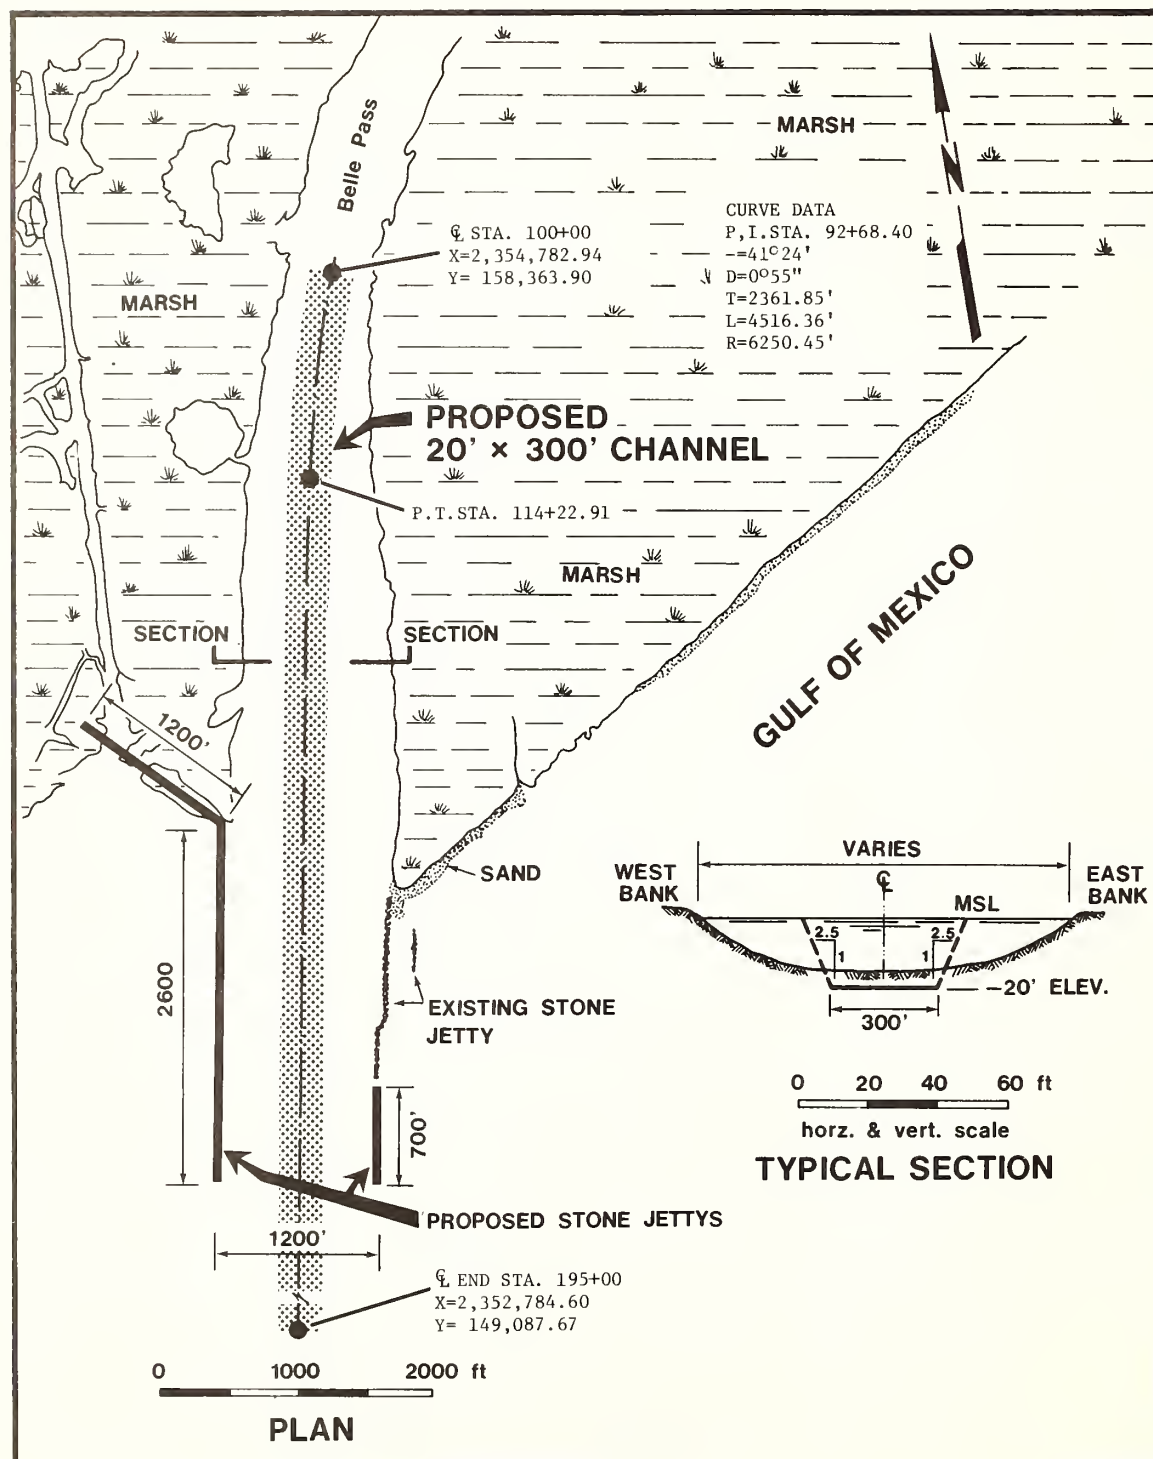 Belle Pass
MARSH
℄ STA. 100+00
X=2,354,782.94
Y= 158,363.90
CURVE DATA
P,I.STA. 92+68.40
-=41°24'
D=0°55"
T=2361.85'
L=4516.36'
R=6250.45'
MARSH
PROPOSED
20' × 300' CHANNEL
P.T.STA. 114+22.91
MARSH
GULF OF MEXICO
SECTION
SECTION
1200'
SAND
2600
EXISTING STONE
JETTY
700'
PROPOSED STONE JETTYS
1200'
℄ END STA. 195+00
X=2,352,784.60
Y= 149,087.67
0 1000 2000 ft
PLAN
VARIES
WEST
BANK
℄
MSL
EAST
BANK
2.5
1
2.5
1
-20' ELEV.
300'
0 20 40 60 ft
horz. & vert. scale
TYPICAL SECTION
N